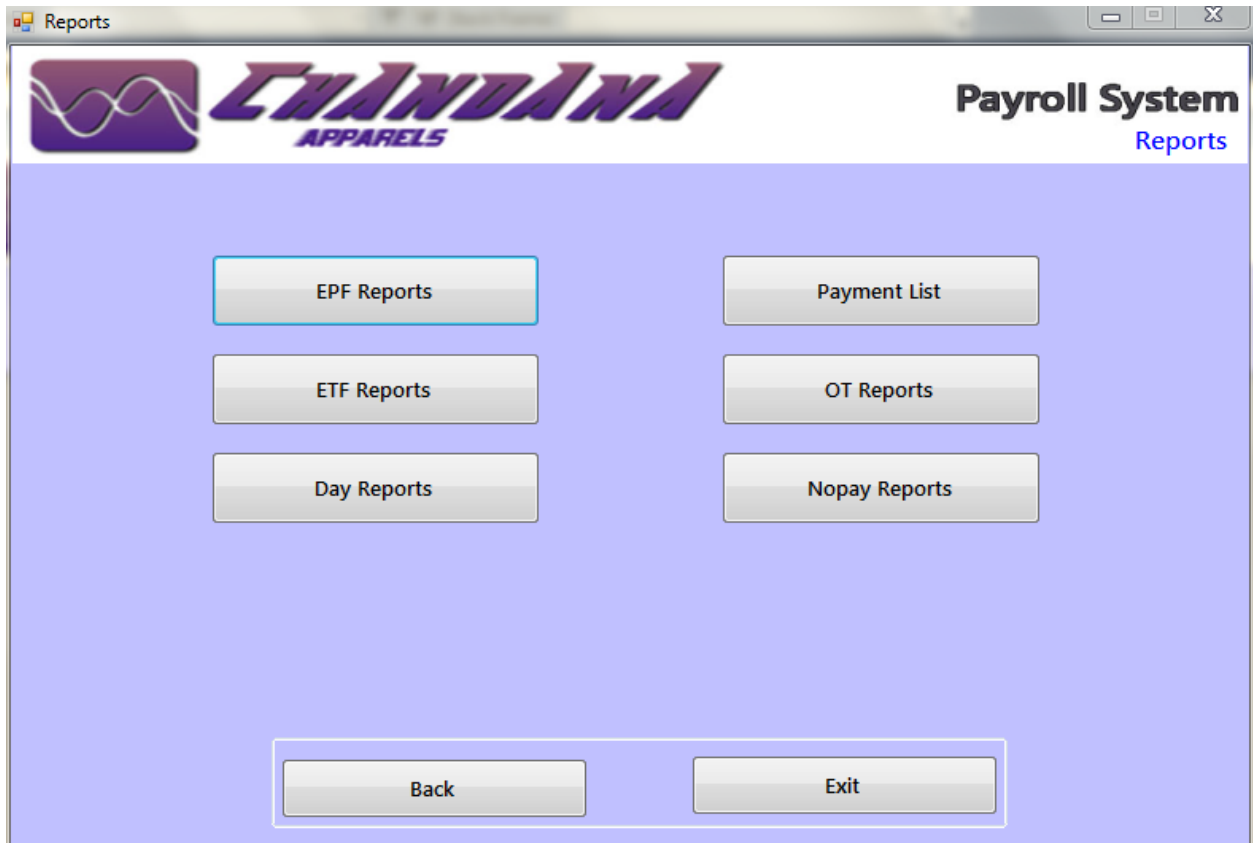 Reports
CHANDANA
APPARELS
Payroll System
Reports
EPF Reports
Payment List
ETF Reports
OT Reports
Day Reports
Nopay Reports
Back
Exit